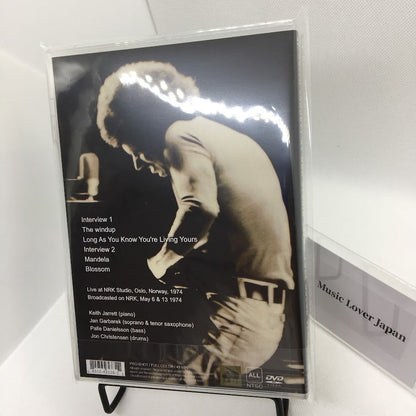 Interview 1
The windup
Long As You Know You're Living Yours
Interview 2
Mandela
Blossom
Live at NRK Studio, Oslo, Norway, 1974
Broadcasted on NRK, May 6 & 13 1974
Keith Jarrett (piano)
Jan Garbarek (soprano & tenor saxophone)
Palle Danielsson (bass)
Jon Christensen (drums)
ALL
NTSC
DVD
Music Lover Japan